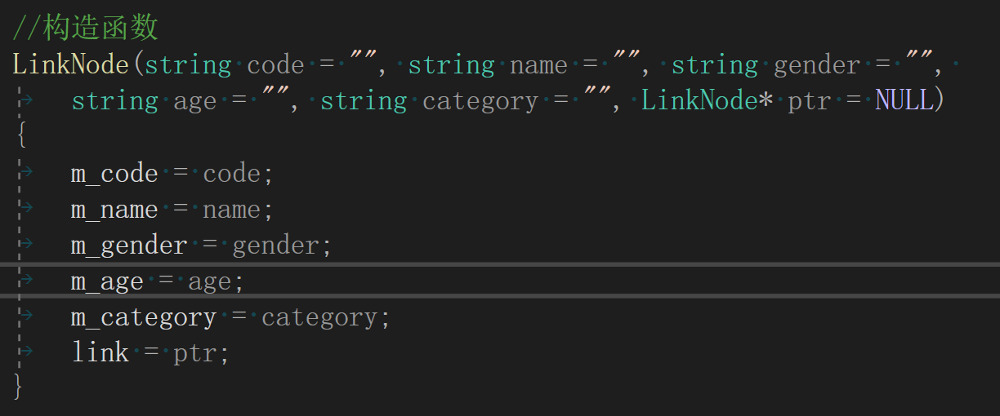 //构造函数
LinkNode(string code = "", string name = "", string gender = "",
string age = "", string category = "", LinkNode* ptr = NULL)
{
m_code = code;
m_name = name;
m_gender = gender;
m_age = age;
m_category = category;
link = ptr;
}